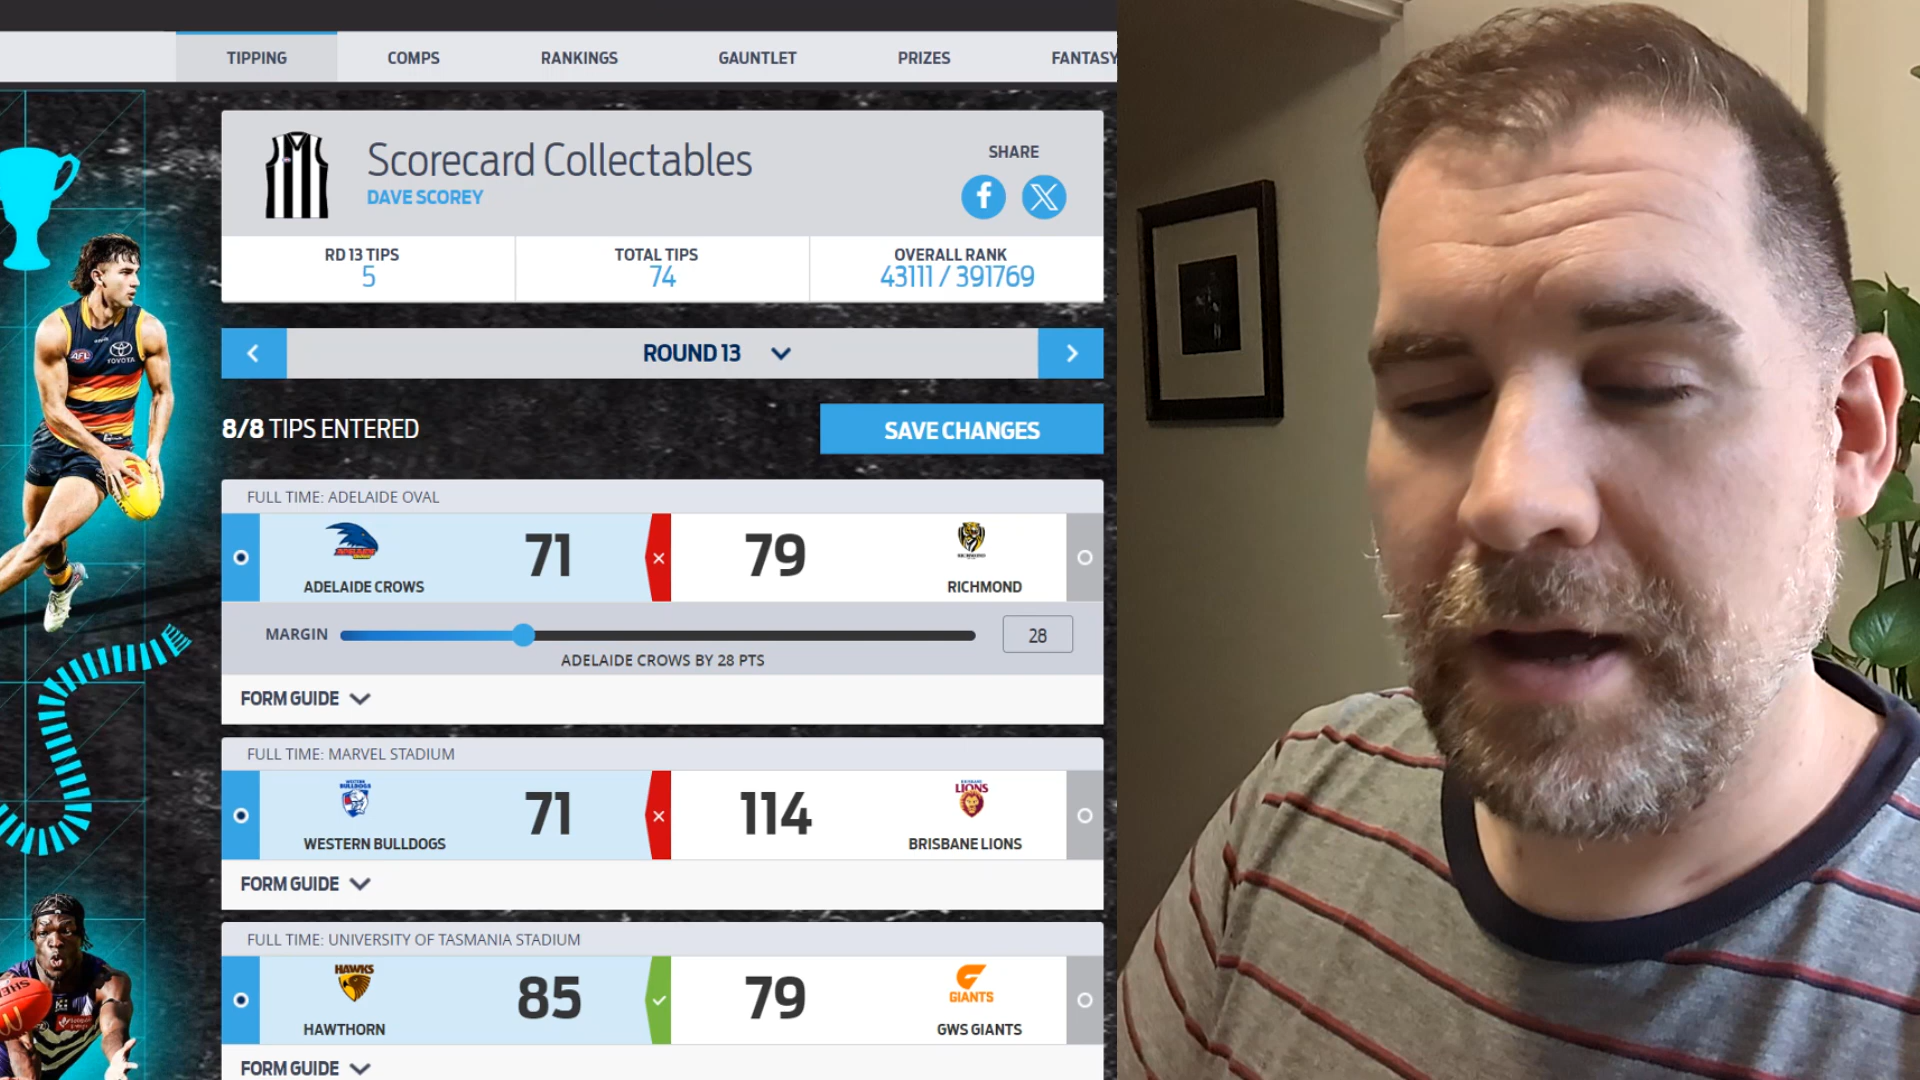 TIPPING COMPS RANKINGS GAUNTLET PRIZES FANTASY
Scorecard Collectables
DAVE SCOREY
SHARE
RD 13 TIPS
5
TOTAL TIPS
74
OVERALL RANK
43111 / 391769
ROUND 13
8/8 TIPS ENTERED
SAVE CHANGES
FULL TIME: ADELAIDE OVAL
ADELAIDE CROWS
71
79
RICHMOND
MARGIN
28
ADELAIDE CROWS BY 28 PTS
FORM GUIDE
FULL TIME: MARVEL STADIUM
WESTERN BULLDOGS
71
114
LIONS
BRISBANE LIONS
FORM GUIDE
FULL TIME: UNIVERSITY OF TASMANIA STADIUM
HAWKS
HAWTHORN
85
79
GIANTS
GWS GIANTS
FORM GUIDE
AFL
TOYOTA